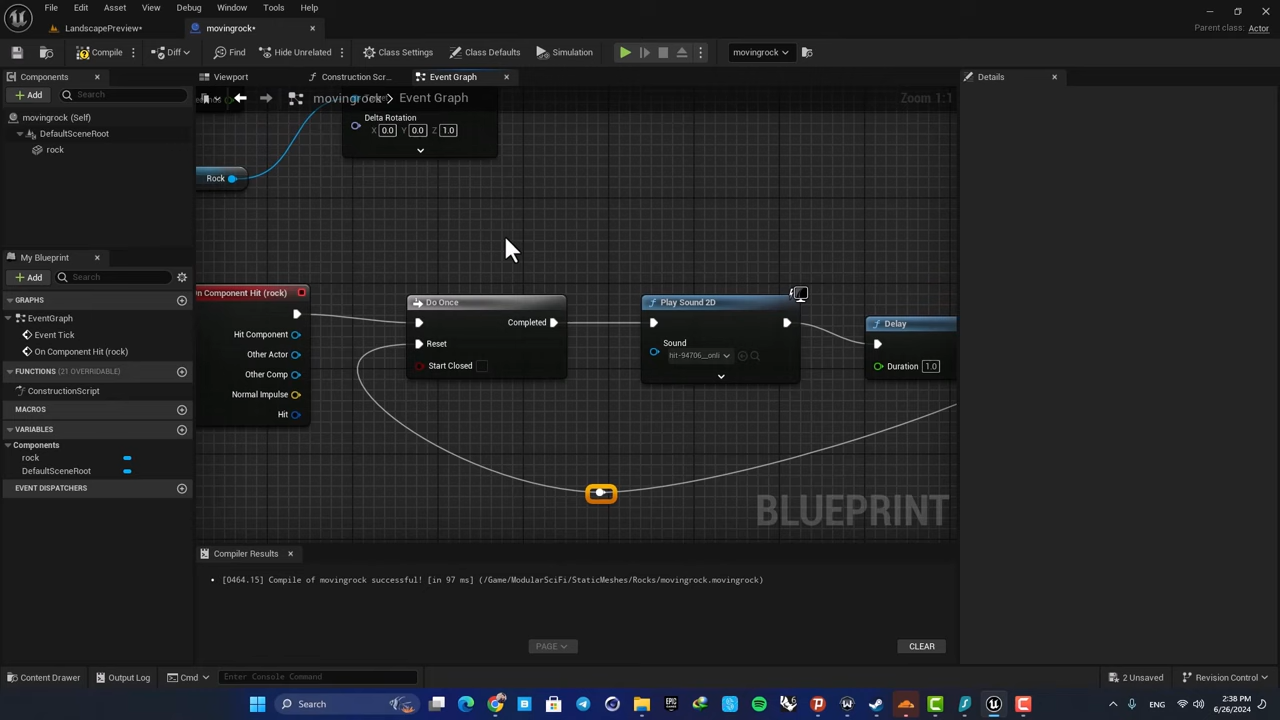 File Edit Asset View Debug Window Tools Help
LandscapePreview*
movingrock*
Parent class: Actor
Compile
Diff
Find
Hide Unrelated
Class Settings
Class Defaults
Simulation
movingrock
Components
Viewport
Construction Scr...
Event Graph
Details
Add
Search
movingrock > Event Graph
Zoom 1:1
movingrock (Self)
DefaultSceneRoot
rock
Delta Rotation
X 0.0 Y 0.0 Z 1.0
Rock
My Blueprint
Add
Search
GRAPHS
EventGraph
Event Tick
On Component Hit (rock)
FUNCTIONS (21 OVERRIDABLE)
ConstructionScript
MACROS
VARIABLES
Components
rock
DefaultSceneRoot
EVENT DISPATCHERS
n Component Hit (rock)
Hit Component
Other Actor
Other Comp
Normal Impulse
Hit
Do Once
Completed
Reset
Start Closed
Play Sound 2D
Sound
hit-94706__onli
Delay
Duration 1.0
BLUEPRINT
Compiler Results
[0464.15] Compile of movingrock successful! [in 97 ms] (/Game/ModularSciFi/StaticMeshes/Rocks/movingrock.movingrock)
PAGE
CLEAR
Content Drawer
Output Log
Cmd
Enter Console Command
2 Unsaved
Revision Control
Search
ENG
2:38 PM
6/26/2024